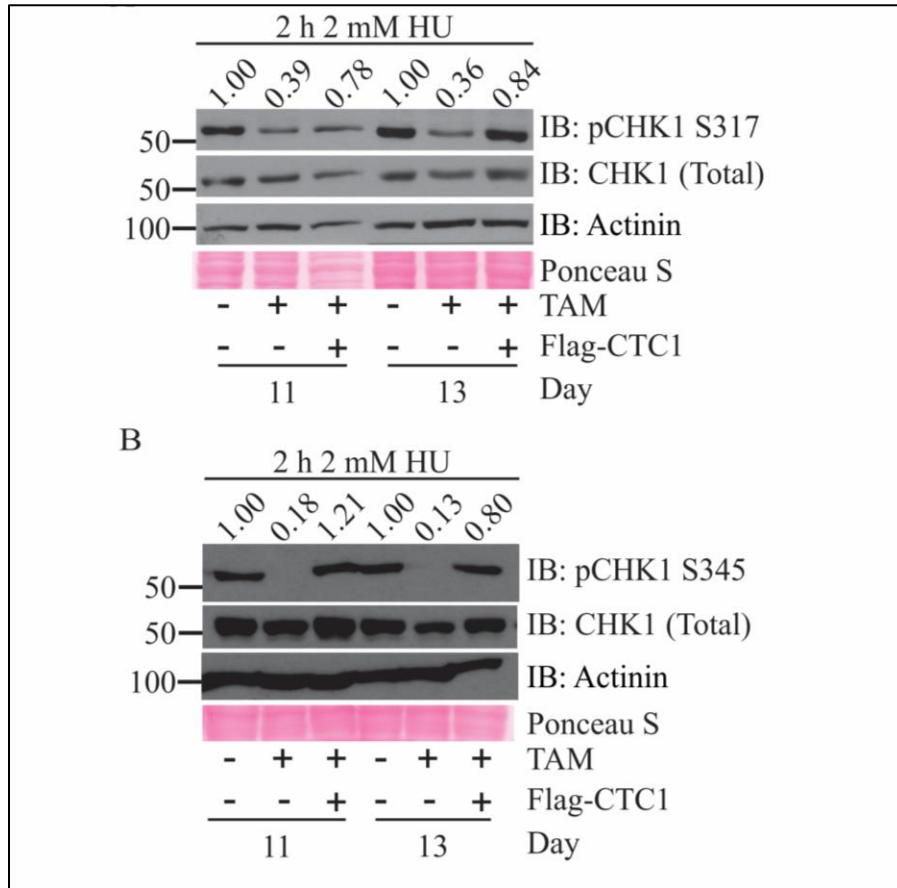 2 h 2 mM HU
1.00 0.39 0.78 1.00 0.36 0.84
50 IB: pCHK1 S317
50 IB: CHK1 (Total)
100 IB: Actinin
Ponceau S
- + + - + + TAM
- - + - - + Flag-CTC1
11 13 Day
B
2 h 2 mM HU
1.00 0.18 1.21 1.00 0.13 0.80
50 IB: pCHK1 S345
50 IB: CHK1 (Total)
100 IB: Actinin
Ponceau S
- + + - + + TAM
- - + - - + Flag-CTC1
11 13 Day